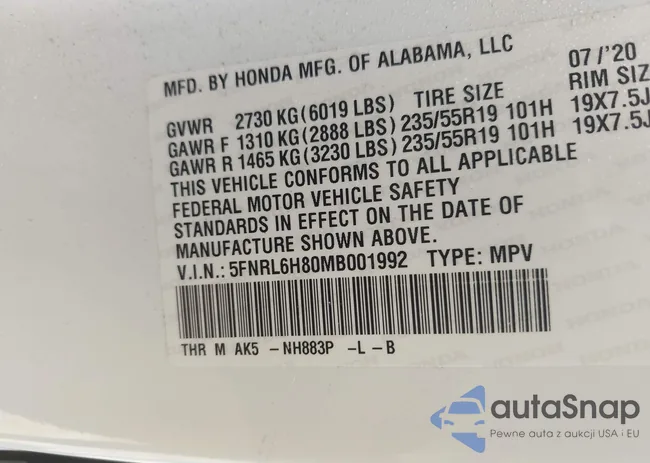 MFD. BY HONDA MFG. OF ALABAMA, LLC 07/'20
GVWR 2730 KG(6019 LBS) TIRE SIZE RIM SIZ
GAWR F 1310 KG(2888 LBS) 235/55R19 101H 19X7.5J
GAWR R 1465 KG(3230 LBS) 235/55R19 101H 19X7.5J
THIS VEHICLE CONFORMS TO ALL APPLICABLE
FEDERAL MOTOR VEHICLE SAFETY
STANDARDS IN EFFECT ON THE DATE OF
MANUFACTURE SHOWN ABOVE.
V.I.N.: 5FNRL6H80MB001992 TYPE: MPV
THR M AK5 -NH883P -L -B
autaSnap
Pewne auta z aukcji USA i EU